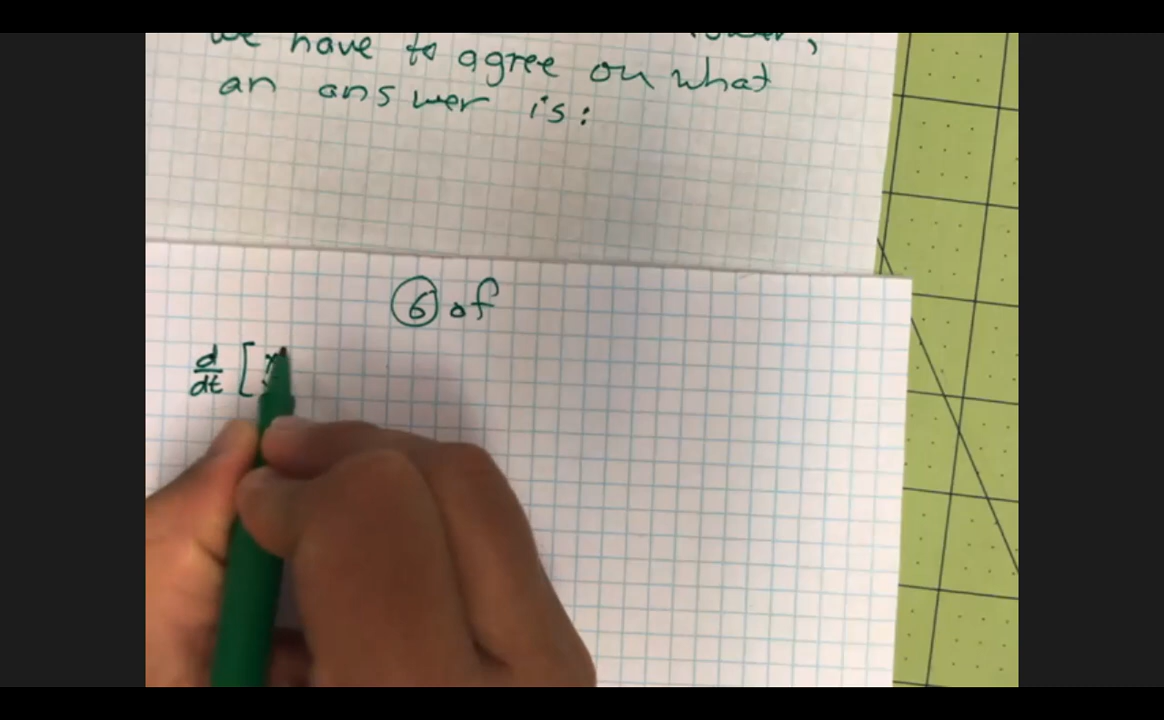 we have to agree on what
an answer is:
6 of
d/dt [